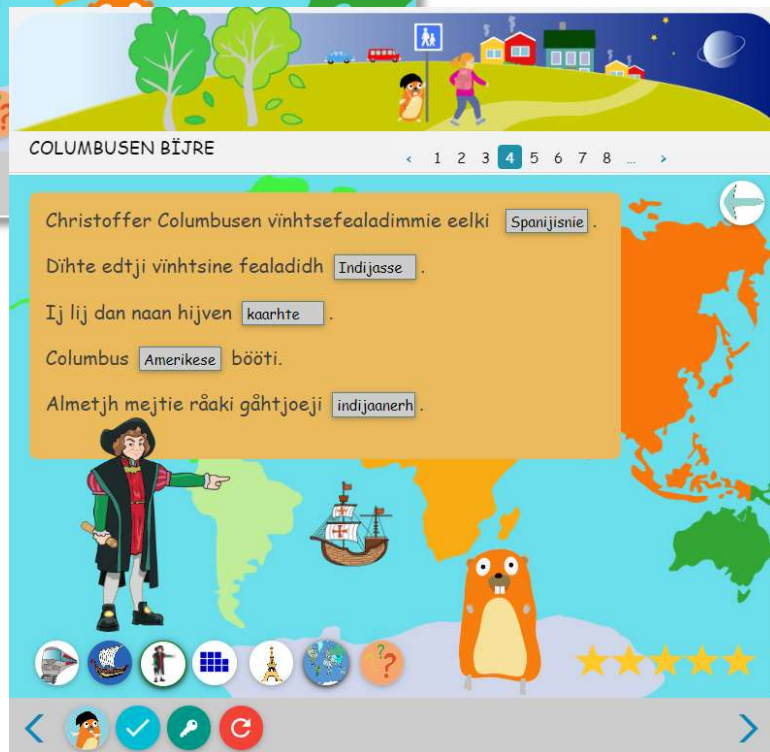 COLUMBUSEN BÏJRE
‹ 1 2 3 4 5 6 7 8 … ›
Christoffer Columbusen vïnhtsefealadimmie eelki Spanijisnie .
Dïhte edtji vïnhtsine fealadidh Indijasse .
Ij lij dan naan hijven kaarhte .
Columbus Amerikese bööti.
Almetjh mejtie råaki gåhtjoeji indijaanerh .
? ? ?